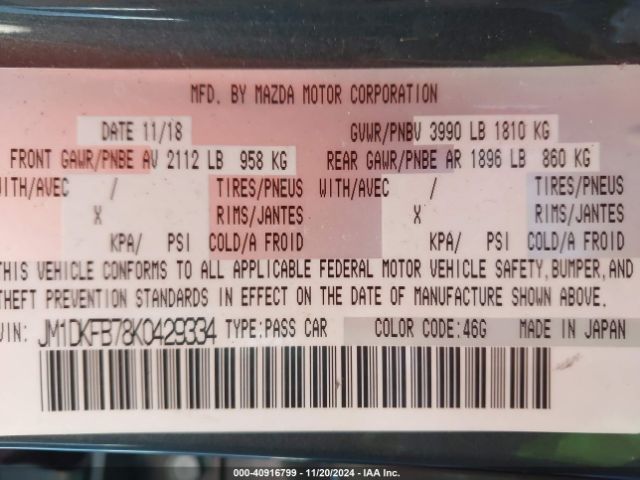 MFD. BY MAZDA MOTOR CORPORATION
DATE 11/18 GVWR/PNBV 3990 LB 1810 KG
FRONT GAWR/PNBE AV 2112 LB 958 KG REAR GAWR/PNBE AR 1896 LB 860 KG
WITH/AVEC / TIRES/PNEUS WITH/AVEC / TIRES/PNEUS
X RIMS/JANTES X RIMS/JANTES
KPA/ PSI COLD/A FROID KPA/ PSI COLD/A FROID
THIS VEHICLE CONFORMS TO ALL APPLICABLE FEDERAL MOTOR VEHICLE SAFETY,BUMPER,AND
THEFT PREVENTION STANDARDS IN EFFECT ON THE DATE OF MANUFACTURE SHOWN ABOVE.
VIN: JM1DKFB78K0429334 TYPE:PASS CAR COLOR CODE:46G MADE IN JAPAN
000-40916799 - 11/20/2024 - IAA Inc.